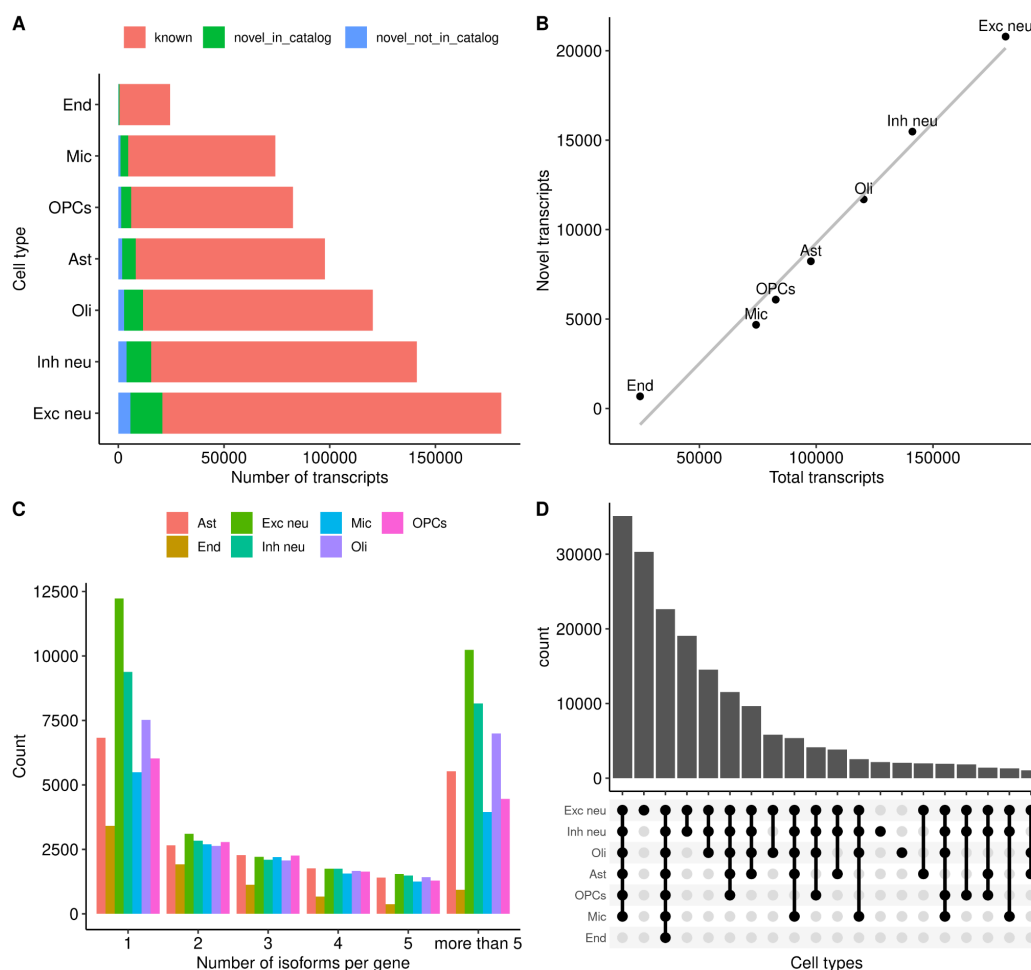 A
known novel_in_catalog novel_not_in_catalog
End
Mic
OPCs
Ast
Oli
Inh neu
Exc neu
Cell type
0 50000 100000 150000
Number of transcripts
B
20000
15000
10000
5000
0
Novel transcripts
Exc neu
Inh neu
Oli
Ast
OPCs
Mic
End
50000 100000 150000
Total transcripts
C
Ast Exc neu Mic OPCs
End Inh neu Oli
12500
10000
7500
5000
2500
0
Count
1 2 3 4 5 more than 5
Number of isoforms per gene
D
30000
20000
10000
0
count
Exc neu
Inh neu
Oli
Ast
OPCs
Mic
End
Cell types